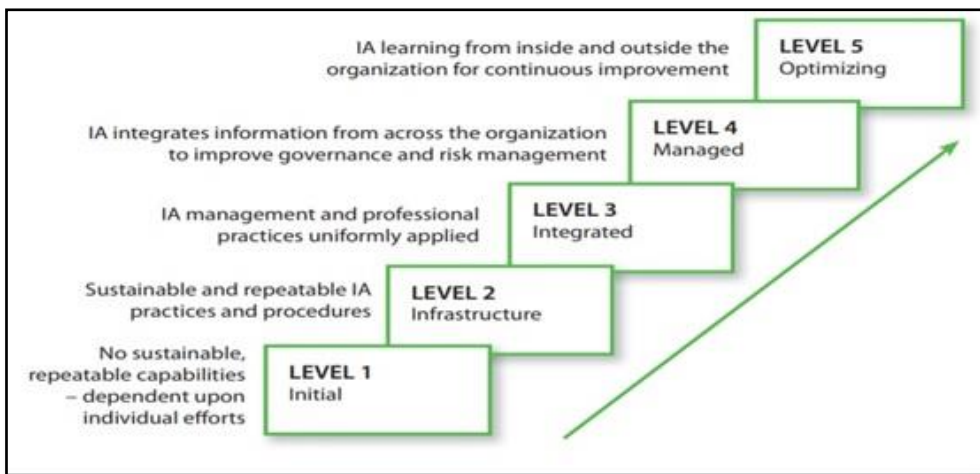 IA learning from inside and outside the
organization for continuous improvement
LEVEL 5
Optimizing
IA integrates information from across the organization
to improve governance and risk management
LEVEL 4
Managed
IA management and professional
practices uniformly applied
LEVEL 3
Integrated
Sustainable and repeatable IA
practices and procedures
LEVEL 2
Infrastructure
No sustainable,
repeatable capabilities
– dependent upon
individual efforts
LEVEL 1
Initial